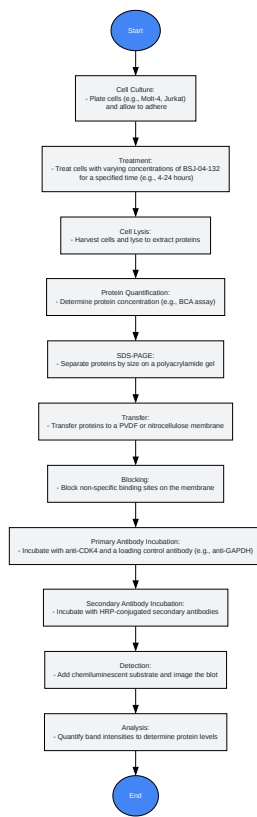 Start
Cell Culture:
- Plate cells (e.g., Molt-4, Jurkat)
and allow to adhere
Treatment:
- Treat cells with varying concentrations of BSJ-04-132
for a specified time (e.g., 4-24 hours)
Cell Lysis:
- Harvest cells and lyse to extract proteins
Protein Quantification:
- Determine protein concentration (e.g., BCA assay)
SDS-PAGE:
- Separate proteins by size on a polyacrylamide gel
Transfer:
- Transfer proteins to a PVDF or nitrocellulose membrane
Blocking:
- Block non-specific binding sites on the membrane
Primary Antibody Incubation:
- Incubate with anti-CDK4 and a loading control antibody (e.g., anti-GAPDH)
Secondary Antibody Incubation:
- Incubate with HRP-conjugated secondary antibodies
Detection:
- Add chemiluminescent substrate and image the blot
Analysis:
- Quantify band intensities to determine protein levels
End